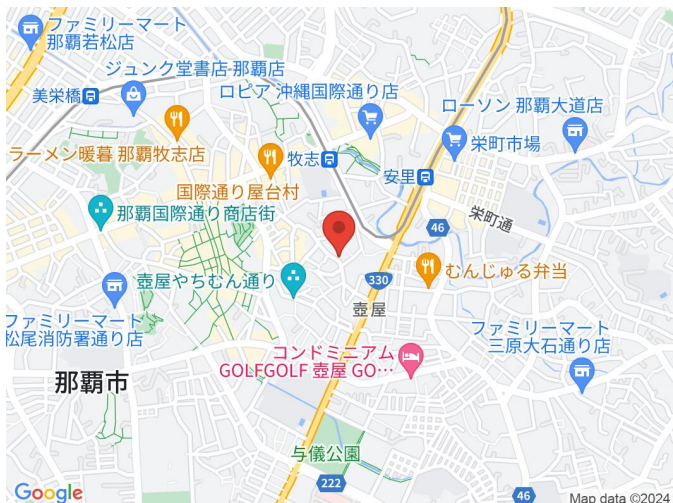 ファミリーマート
那覇若松店
ジュンク堂書店 那覇店
美栄橋
ロピア 沖縄国際通り店
ローソン 那覇大道店
栄町市場
ラーメン暖暮 那覇牧志店
牧志
安里
国際通り屋台村
栄町通
那覇国際通り商店街
46
むんじゅる弁当
330
壺屋やちむん通り
壺屋
ファミリーマート
松尾消防署通り店
ファミリーマート
三原大石通り店
コンドミニアム
GOLFGOLF 壺屋 GO…
那覇市
与儀公園
222
46
Google
Map data ©2024